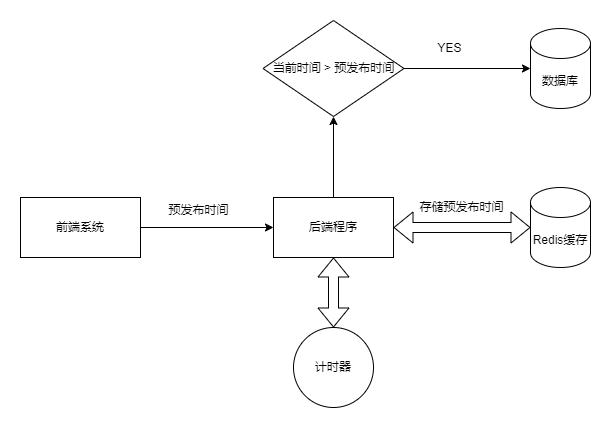 YES
当前时间 > 预发布时间
数据库
预发布时间
存储预发布时间
前端系统
后端程序
Redis缓存
计时器